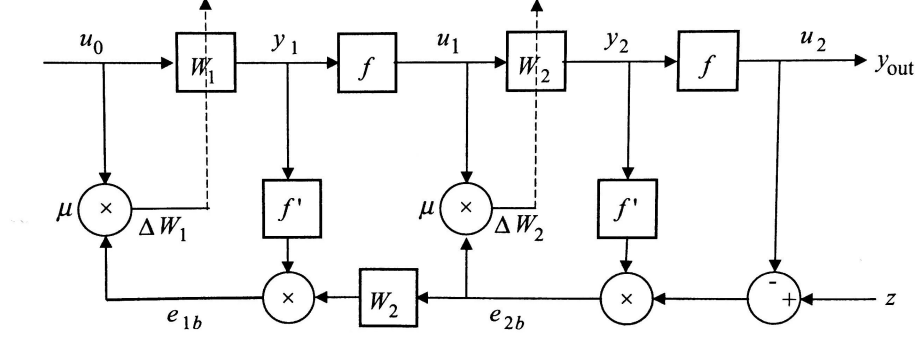 u0 y1 u1 y2 u2
W1 f W2 f yout
μ × f' μ × f'
ΔW1 ΔW2
- +
× W2 × z
e1b e2b